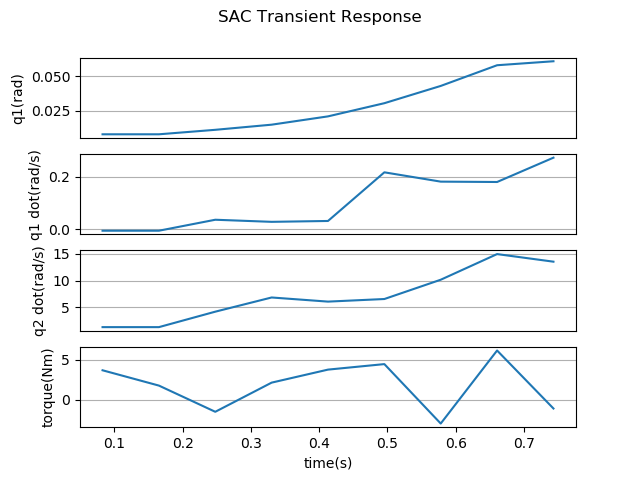 SAC Transient Response
q1(rad)
0.050
0.025
q1 dot(rad/s)
0.2
0.0
q2 dot(rad/s)
15
10
5
torque(Nm)
5
0
0.1 0.2 0.3 0.4 0.5 0.6 0.7
time(s)